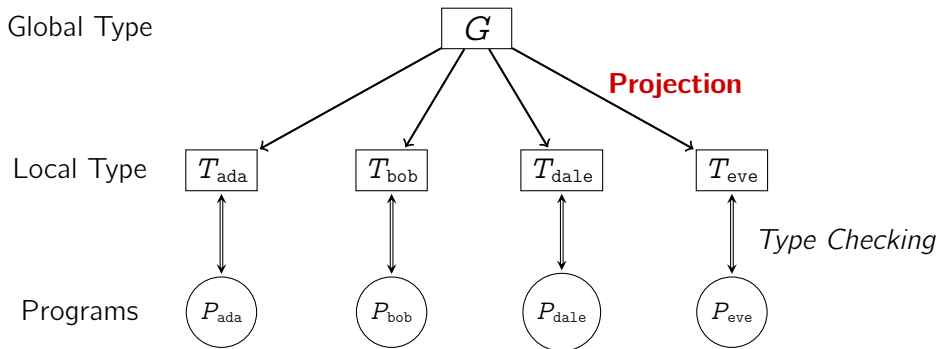 Global Type G
Projection
Local Type T_ada T_bob T_dale T_eve
Type Checking
Programs P_ada P_bob P_dale P_eve